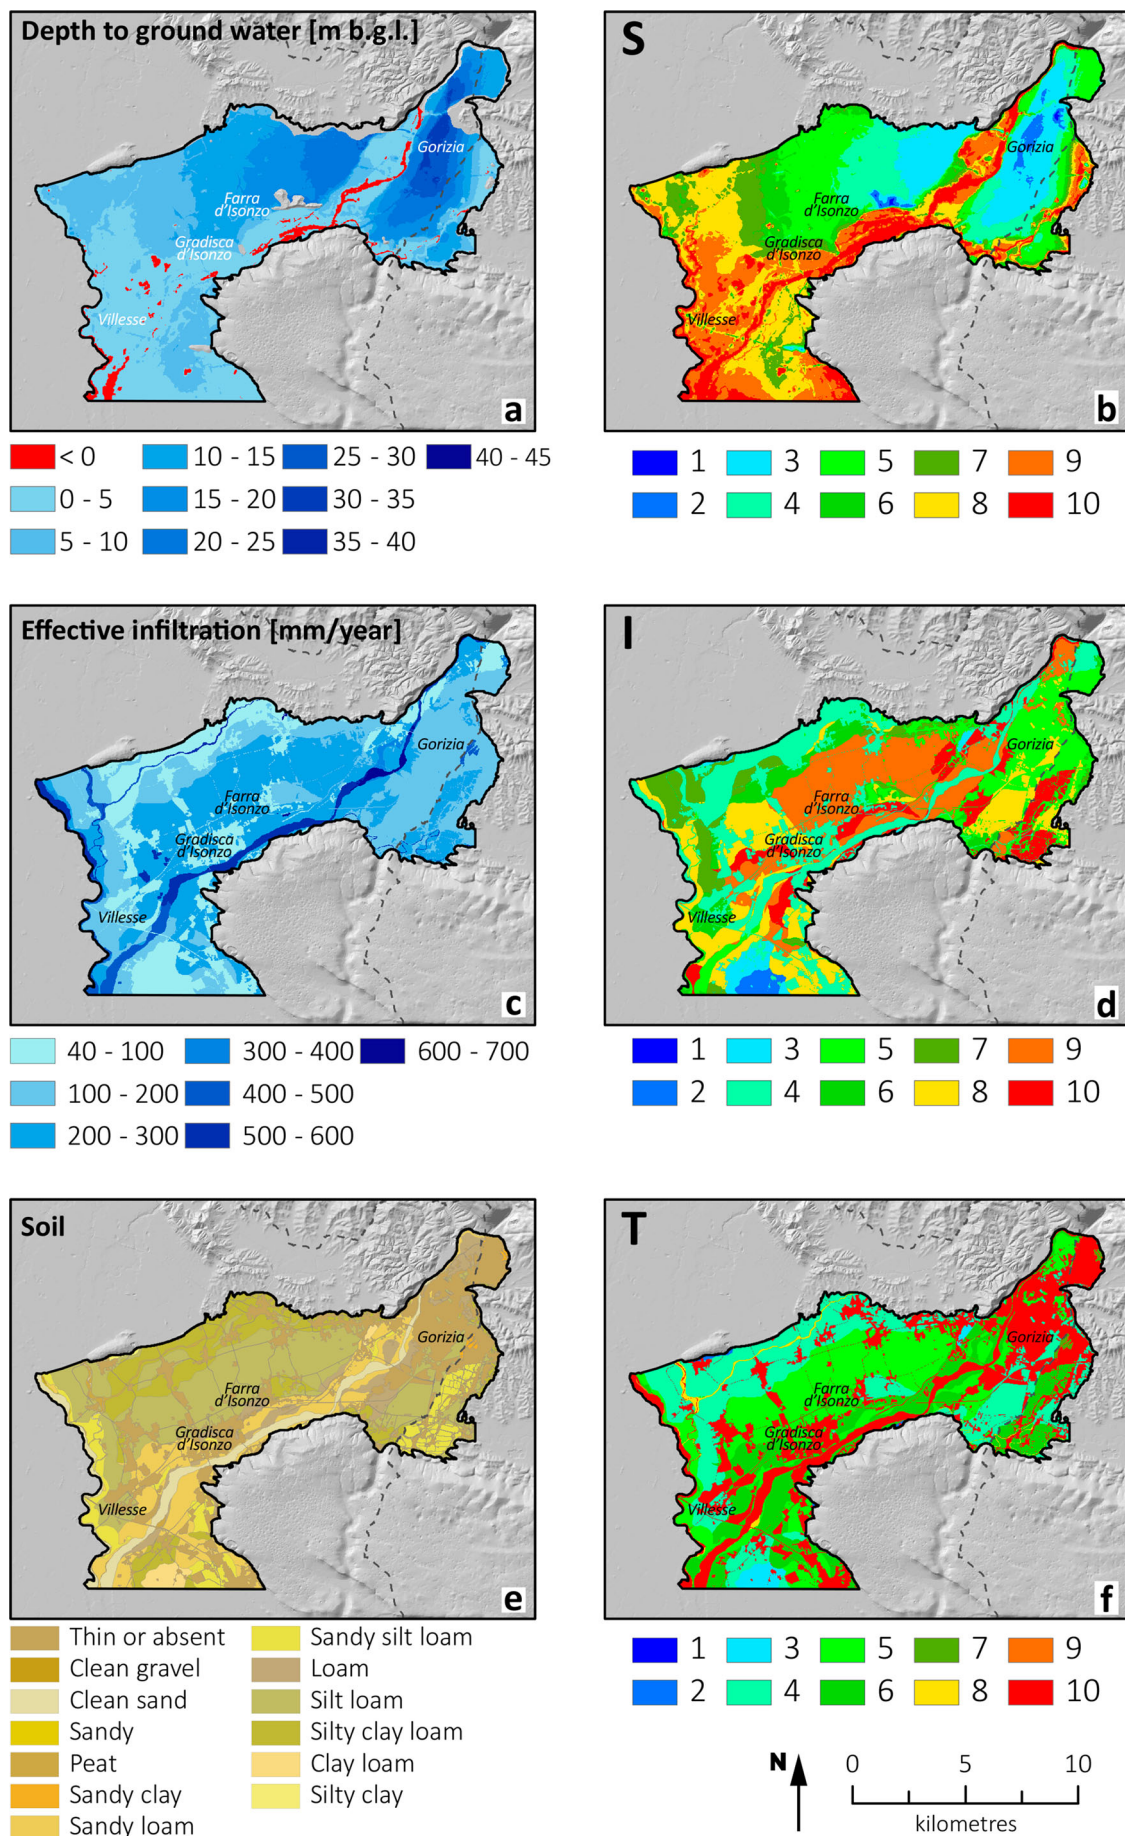 Depth to ground water [m b.g.l.]
Gorizia
Farra
d'Isonzo
Gradisca
d'Isonzo
Villesse
a
< 0
10 - 15
25 - 30
40 - 45
0 - 5
15 - 20
30 - 35
5 - 10
20 - 25
35 - 40
S
Gorizia
Farra
d'Isonzo
Gradisca
d'Isonzo
Villesse
b
1 3 5 7 9
2 4 6 8 10
Effective infiltration [mm/year]
Gorizia
Farra
d'Isonzo
Gradisca
d'Isonzo
Villesse
c
40 - 100
300 - 400
600 - 700
100 - 200
400 - 500
200 - 300
500 - 600
I
Gorizia
Farra
d'Isonzo
Gradisca
d'Isonzo
Villesse
d
1 3 5 7 9
2 4 6 8 10
Soil
Gorizia
Farra
d'Isonzo
Gradisca
d'Isonzo
Villesse
e
Thin or absent
Clean gravel
Clean sand
Sandy
Peat
Sandy clay
Sandy loam
Sandy silt loam
Loam
Silt loam
Silty clay loam
Clay loam
Silty clay
T
Gorizia
Farra
d'Isonzo
Gradisca
d'Isonzo
Villesse
f
1 3 5 7 9
2 4 6 8 10
N
0 5 10
kilometres